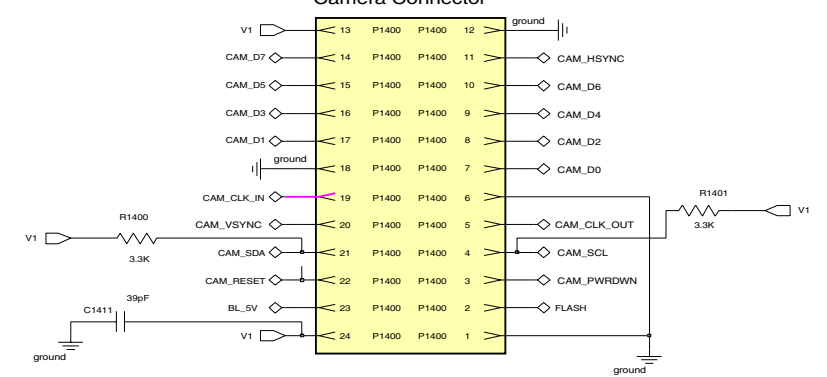 Camera Connector
V1 13 P1400 P1400 12 ground
CAM_D7 14 P1400 P1400 11 CAM_HSYNC
CAM_D5 15 P1400 P1400 10 CAM_D6
CAM_D3 16 P1400 P1400 9 CAM_D4
CAM_D1 17 P1400 P1400 8 CAM_D2
ground 18 P1400 P1400 7 CAM_D0
CAM_CLK_IN 19 P1400 P1400 6
R1401
V1
3.3K
R1400
CAM_VSYNC 20 P1400 P1400 5 CAM_CLK_OUT
V1
3.3K
CAM_SDA 21 P1400 P1400 4 CAM_SCL
CAM_RESET 22 P1400 P1400 3 CAM_PWRDWN
39pF
C1411
BL_5V 23 P1400 P1400 2 FLASH
V1 24 P1400 P1400 1
ground
ground